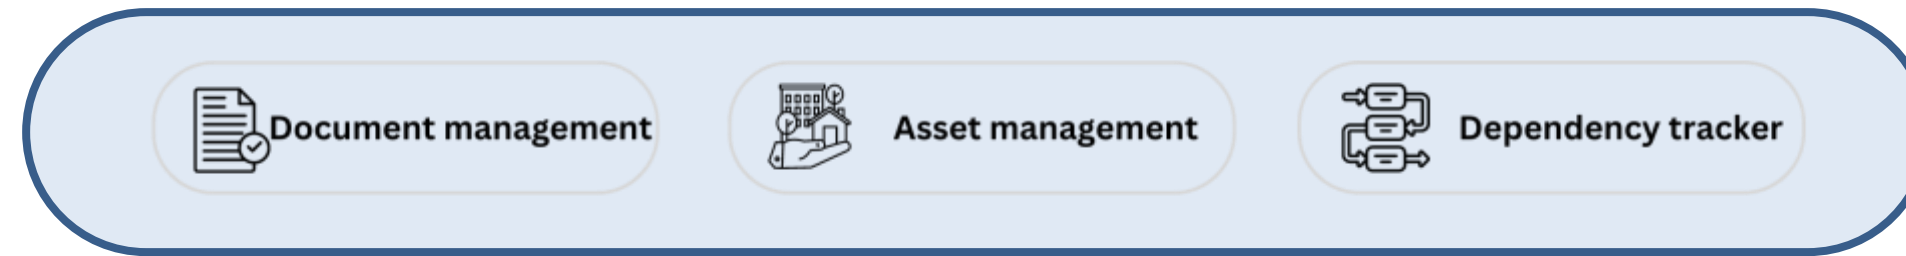 Document management
Asset management
Dependency tracker